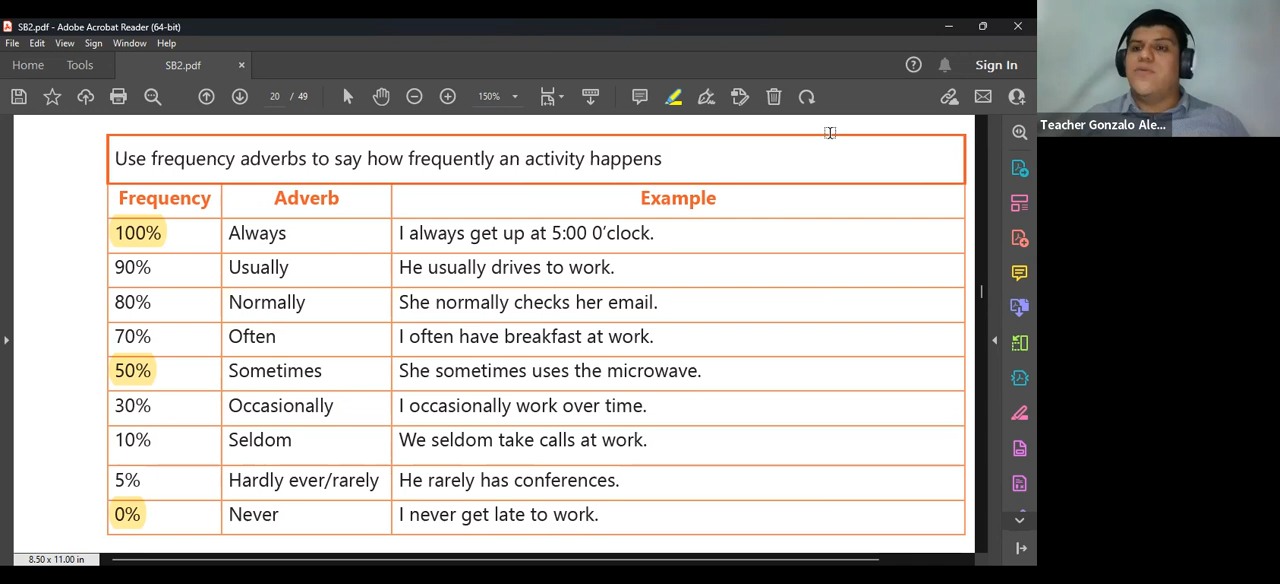 SB2.pdf - Adobe Acrobat Reader (64-bit)
File Edit View Sign Window Help
Home Tools SB2.pdf × Sign In
20 / 49 150%
Teacher Gonzalo Ale...
Use frequency adverbs to say how frequently an activity happens
Frequency Adverb Example
100% Always I always get up at 5:00 0'clock.
90% Usually He usually drives to work.
80% Normally She normally checks her email.
70% Often I often have breakfast at work.
50% Sometimes She sometimes uses the microwave.
30% Occasionally I occasionally work over time.
10% Seldom We seldom take calls at work.
5% Hardly ever/rarely He rarely has conferences.
0% Never I never get late to work.
8.50 x 11.00 in